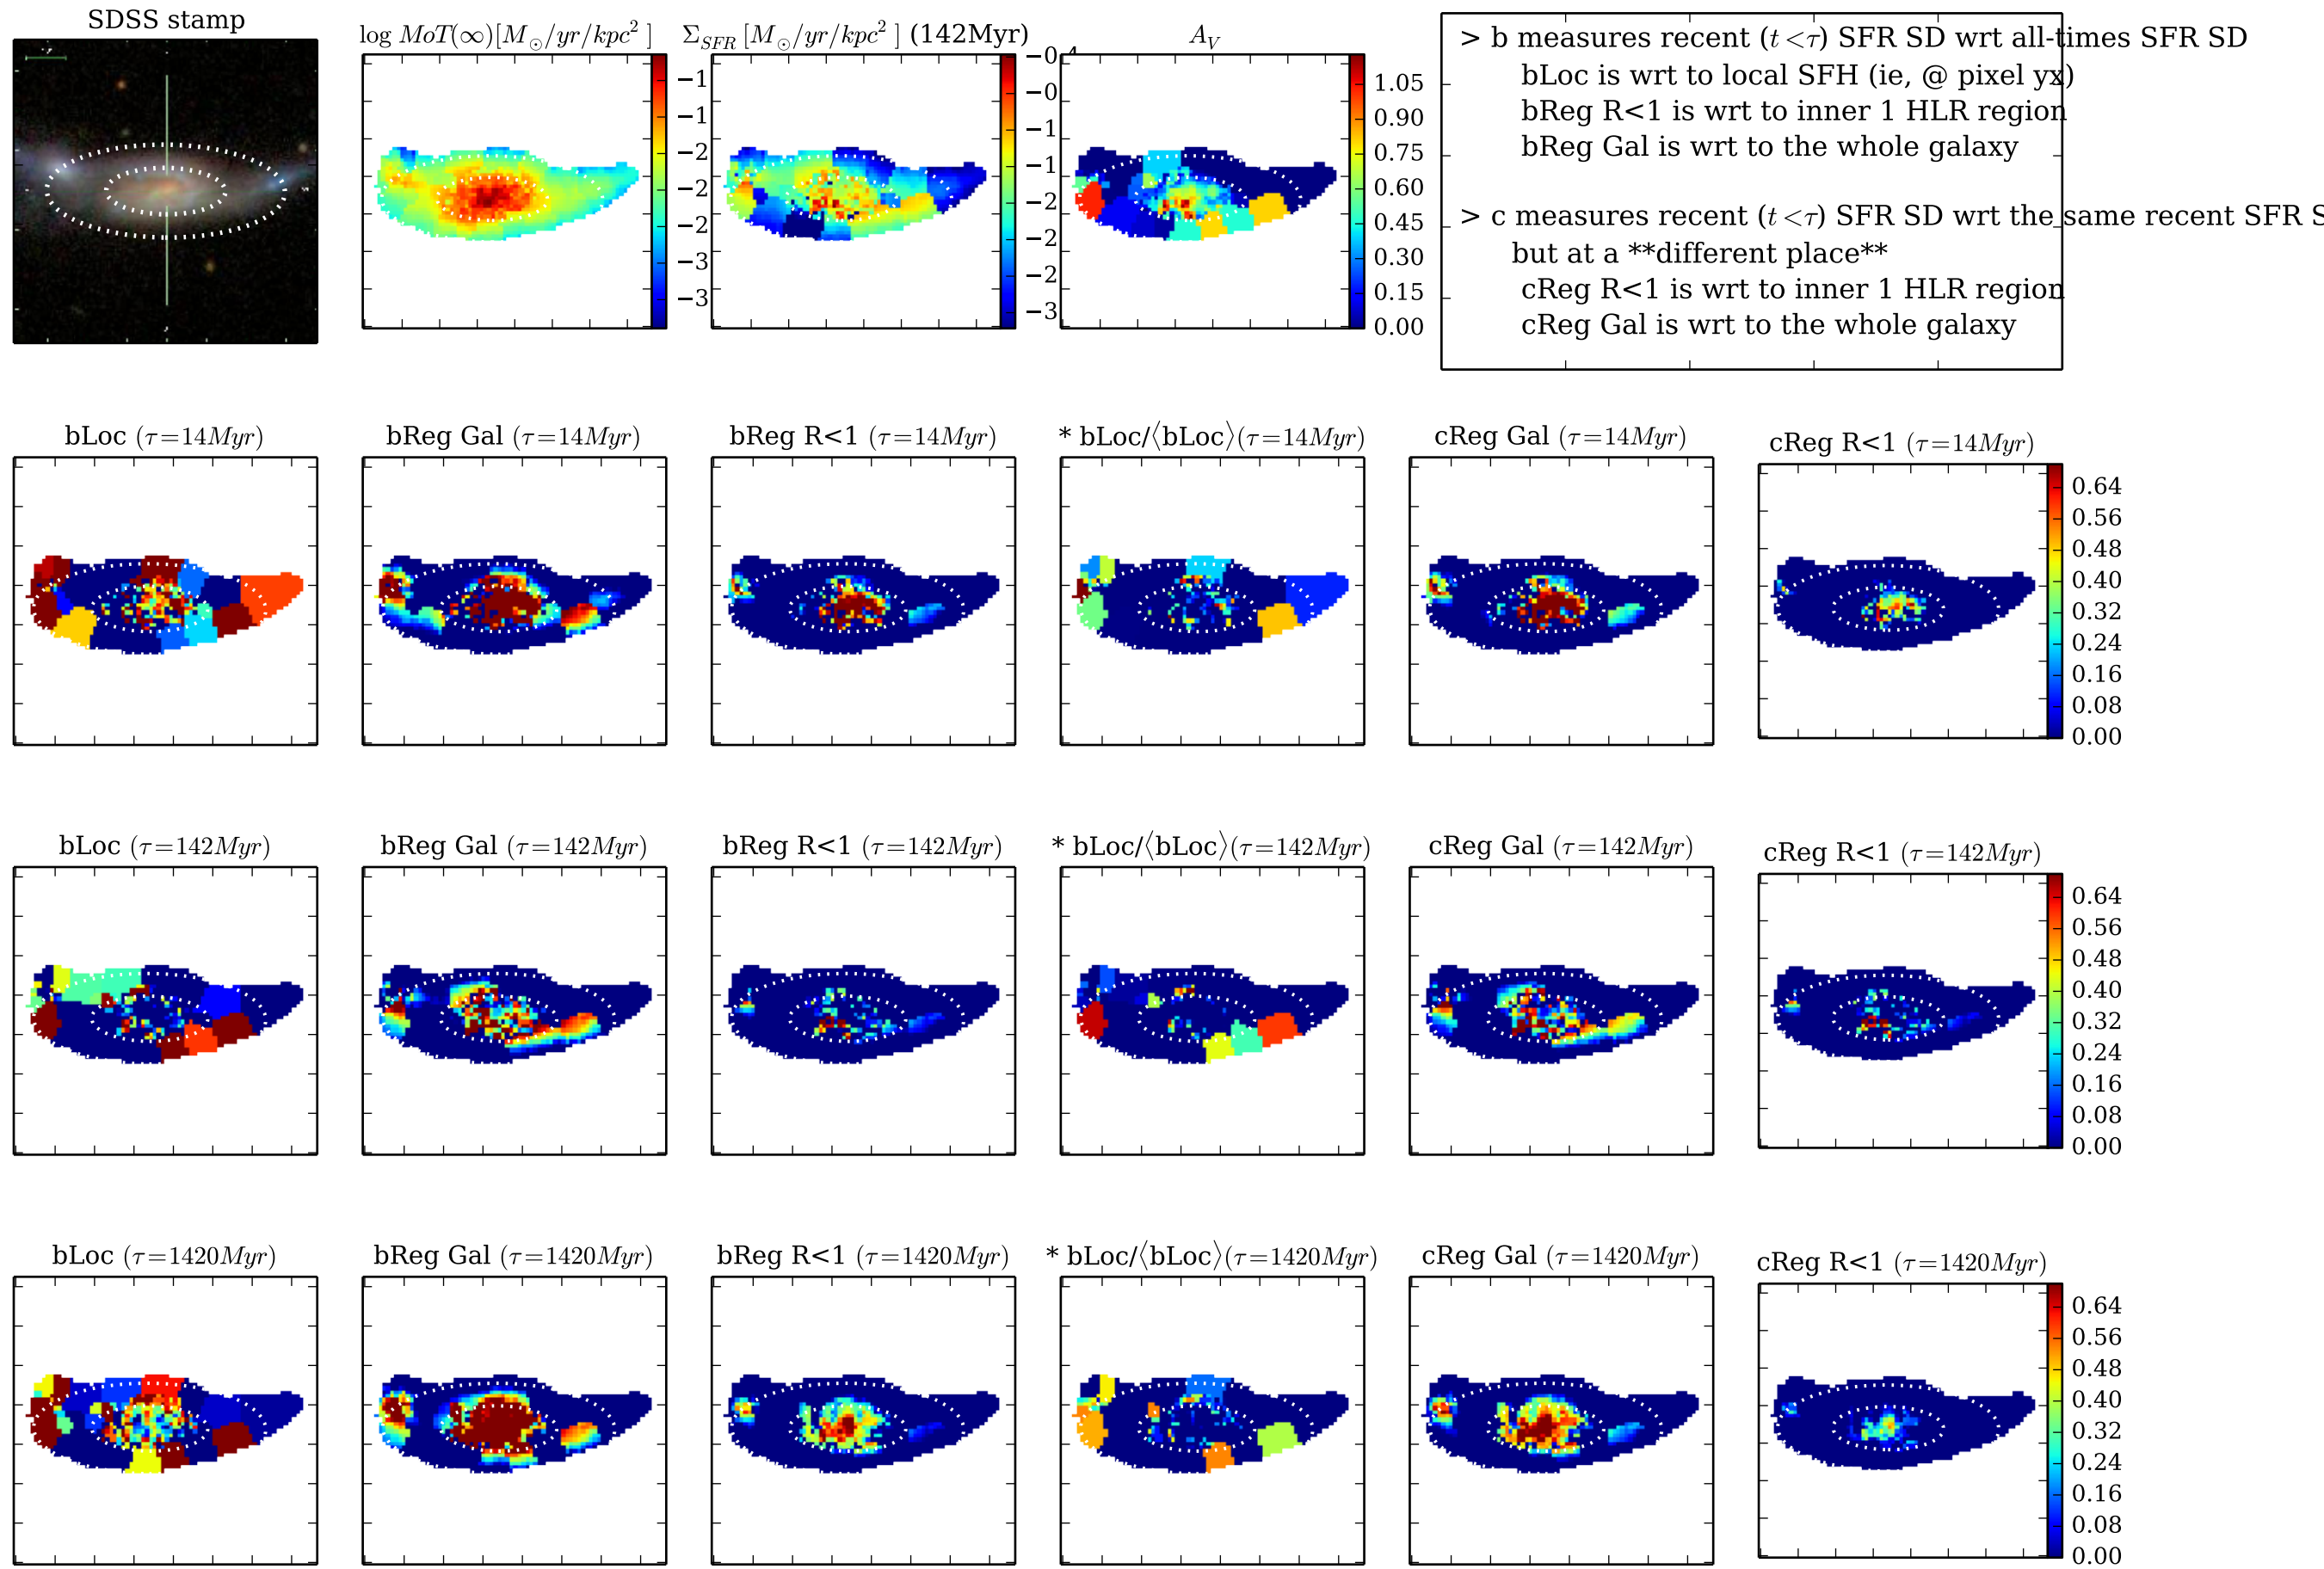 SDSS stamp
log MoT(∞)[M⊙/yr/kpc² ]
Σ_SFR [M⊙/yr/kpc² ] (142Myr)
A_V
−1
−1
−2
−2
−2
−3
−3
−0
−0
−1
−1
−2
−2
−2
−3
1.05
0.90
0.75
0.60
0.45
0.30
0.15
0.00
> b measures recent (t<τ) SFR SD wrt all-times SFR SD
bLoc is wrt to local SFH (ie, @ pixel yx)
bReg R<1 is wrt to inner 1 HLR region
bReg Gal is wrt to the whole galaxy
> c measures recent (t<τ) SFR SD wrt the same recent SFR S
but at a **different place**
cReg R<1 is wrt to inner 1 HLR region
cReg Gal is wrt to the whole galaxy
bLoc (τ=14Myr)
bReg Gal (τ=14Myr)
bReg R<1 (τ=14Myr)
* bLoc/⟨bLoc⟩(τ=14Myr)
cReg Gal (τ=14Myr)
cReg R<1 (τ=14Myr)
0.64
0.56
0.48
0.40
0.32
0.24
0.16
0.08
0.00
bLoc (τ=142Myr)
bReg Gal (τ=142Myr)
bReg R<1 (τ=142Myr)
* bLoc/⟨bLoc⟩(τ=142Myr)
cReg Gal (τ=142Myr)
cReg R<1 (τ=142Myr)
0.64
0.56
0.48
0.40
0.32
0.24
0.16
0.08
0.00
bLoc (τ=1420Myr)
bReg Gal (τ=1420Myr)
bReg R<1 (τ=1420Myr)
* bLoc/⟨bLoc⟩(τ=1420Myr)
cReg Gal (τ=1420Myr)
cReg R<1 (τ=1420Myr)
0.64
0.56
0.48
0.40
0.32
0.24
0.16
0.08
0.00